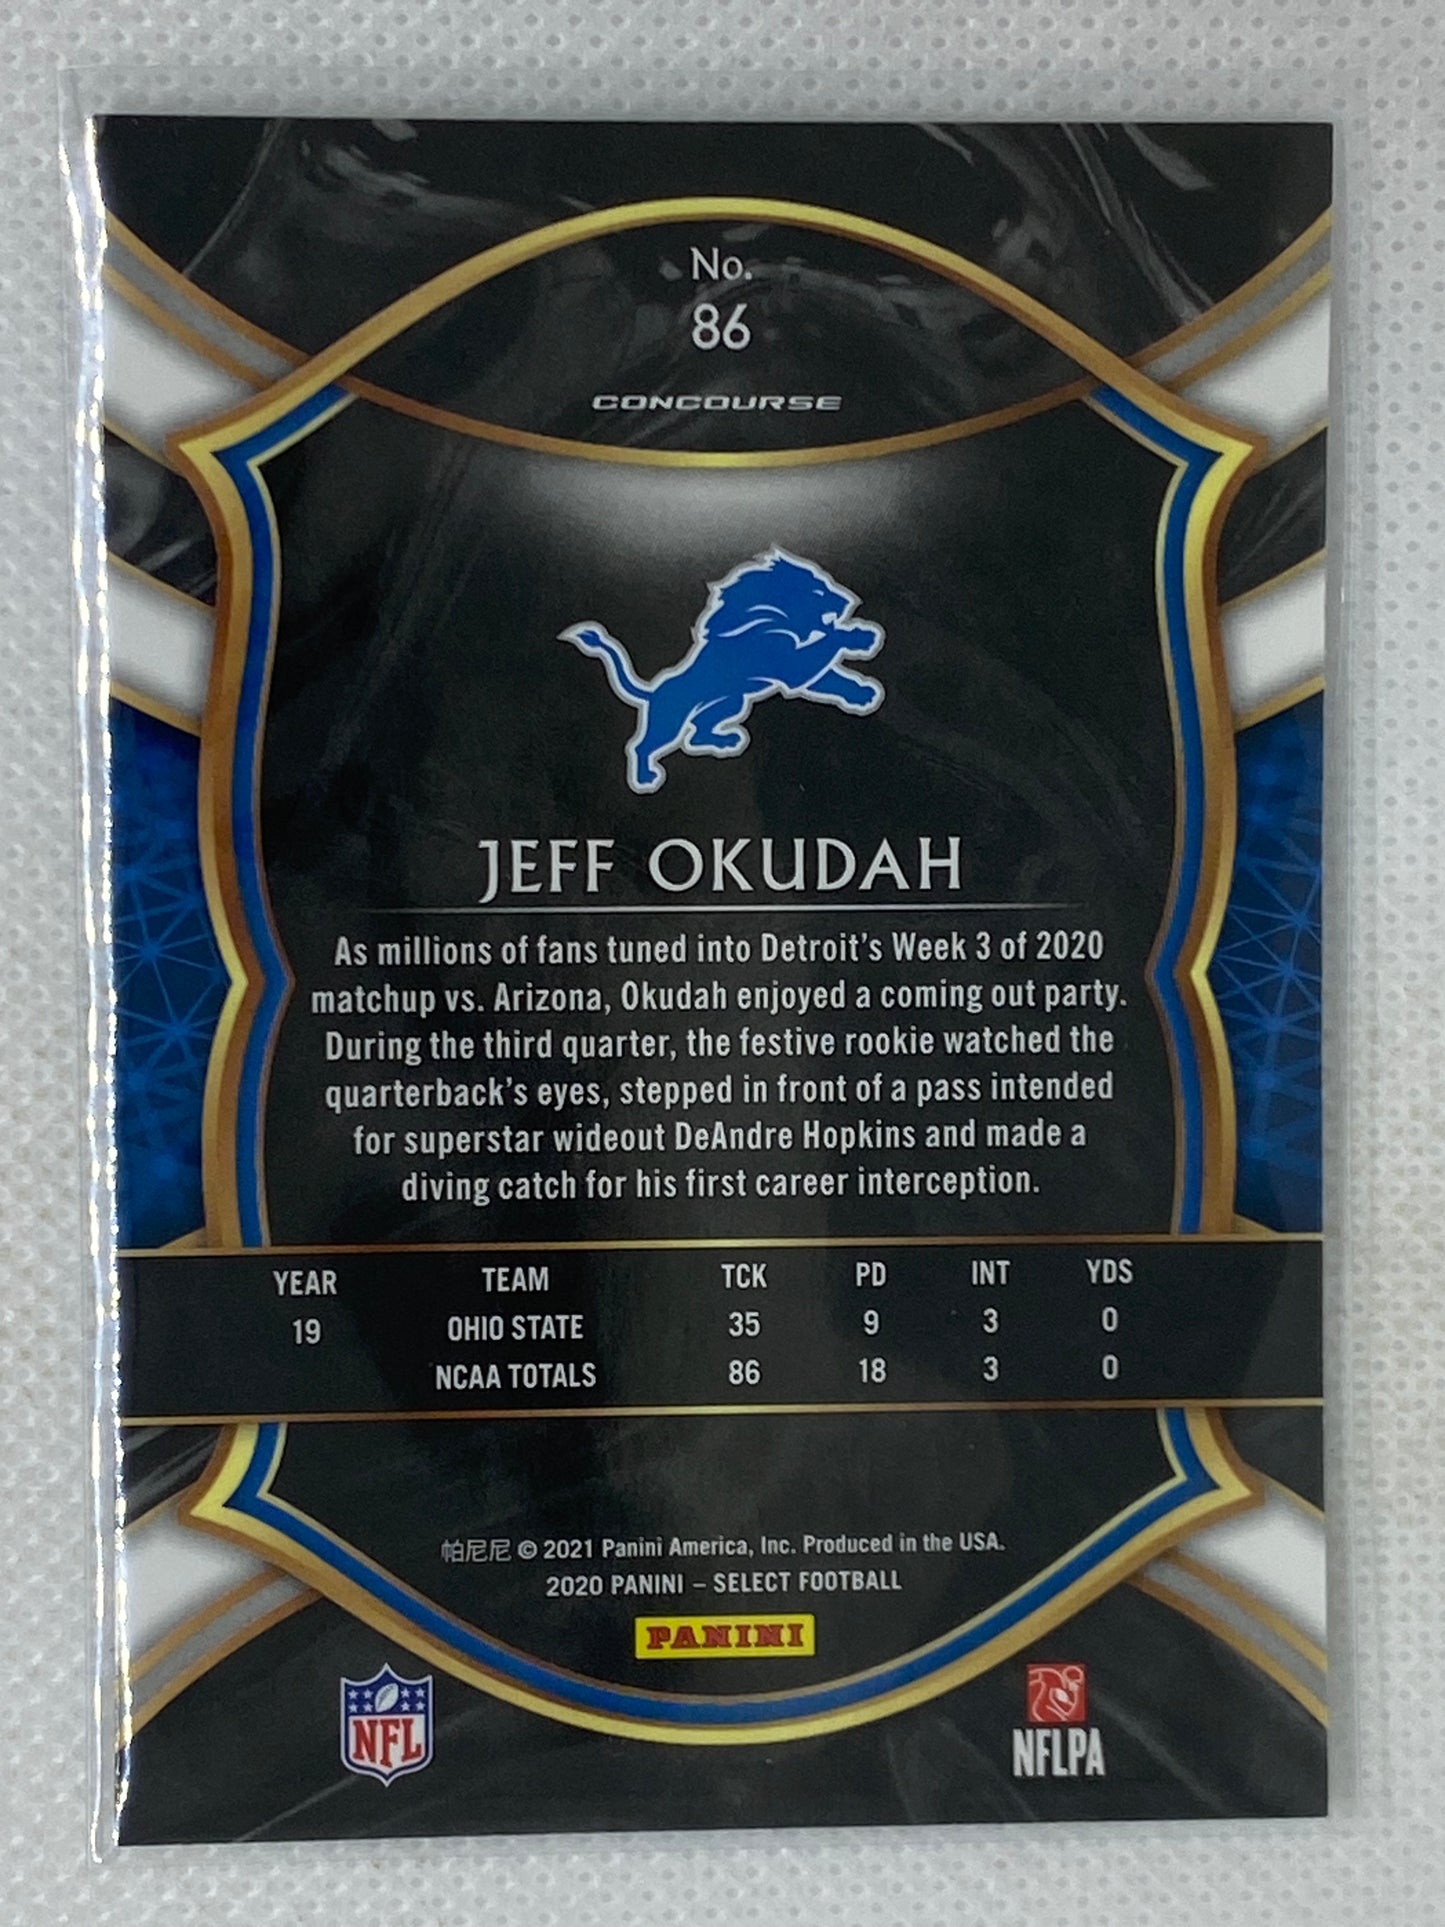 No.
86
CONCOURSE
JEFF OKUDAH
As millions of fans tuned into Detroit's Week 3 of 2020
matchup vs. Arizona, Okudah enjoyed a coming out party.
During the third quarter, the festive rookie watched the
quarterback's eyes, stepped in front of a pass intended
for superstar wideout DeAndre Hopkins and made a
diving catch for his first career interception.
YEAR TEAM TCK PD INT YDS
19 OHIO STATE 35 9 3 0
NCAA TOTALS 86 18 3 0
帕尼尼 © 2021 Panini America, Inc. Produced in the USA.
2020 PANINI – SELECT FOOTBALL
PANINI
NFL
NFLPA